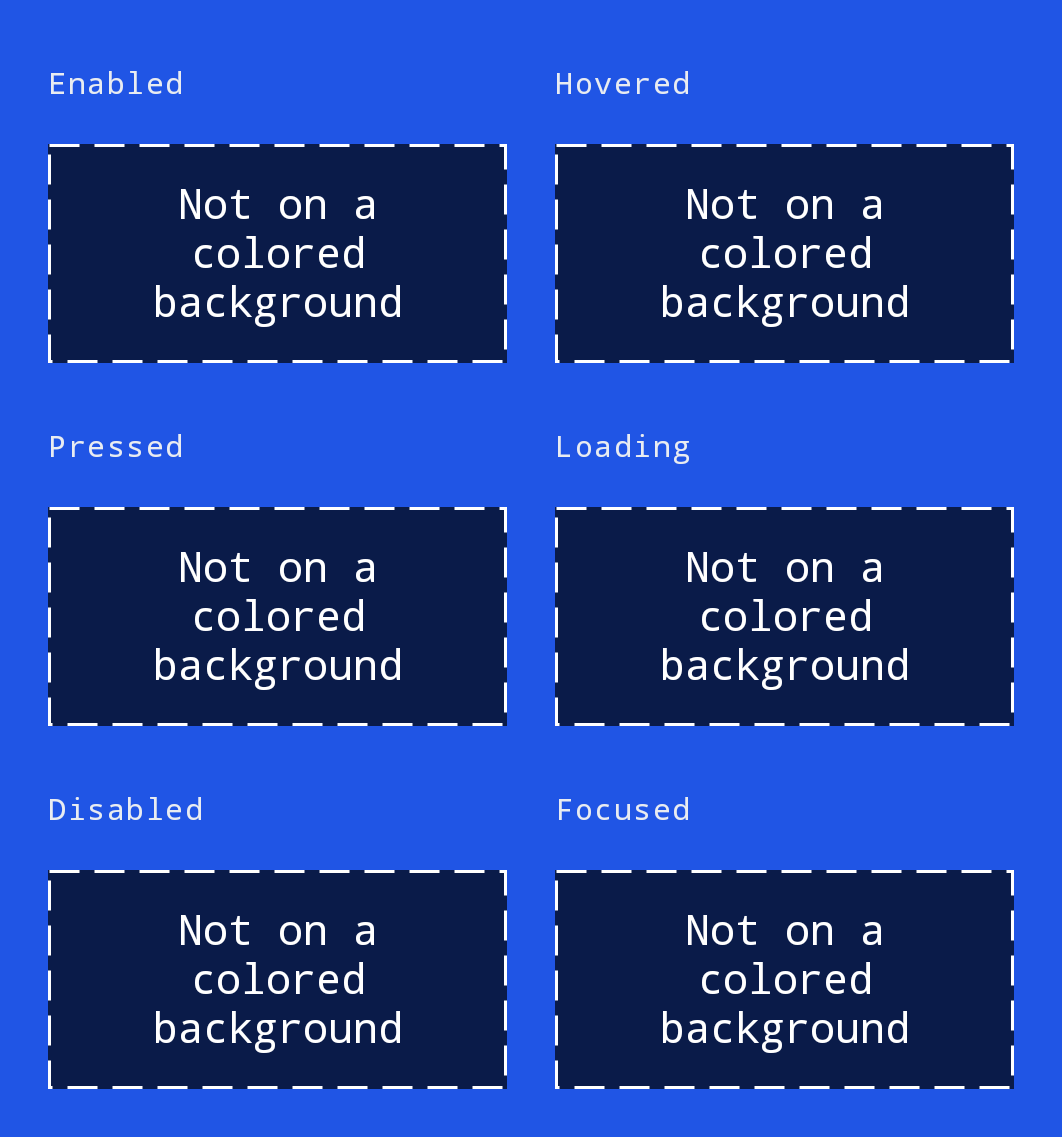 Enabled
Hovered
Not on a
colored
background
Not on a
colored
background
Pressed
Loading
Not on a
colored
background
Not on a
colored
background
Disabled
Focused
Not on a
colored
background
Not on a
colored
background